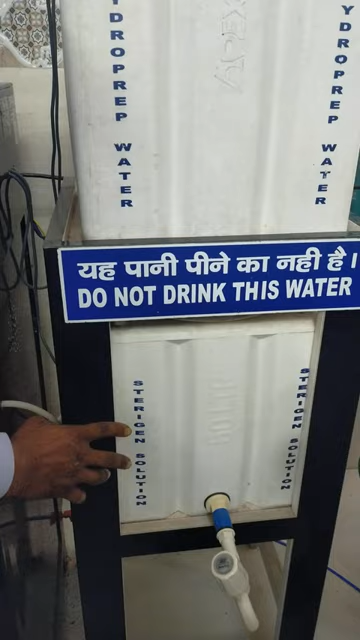 YDROPREP WATER
YDROPREP WATER
यह पानी पीने का नही है।
DO NOT DRINK THIS WATER
STERIGEN SOLUTION
STERIGEN SOLUTION